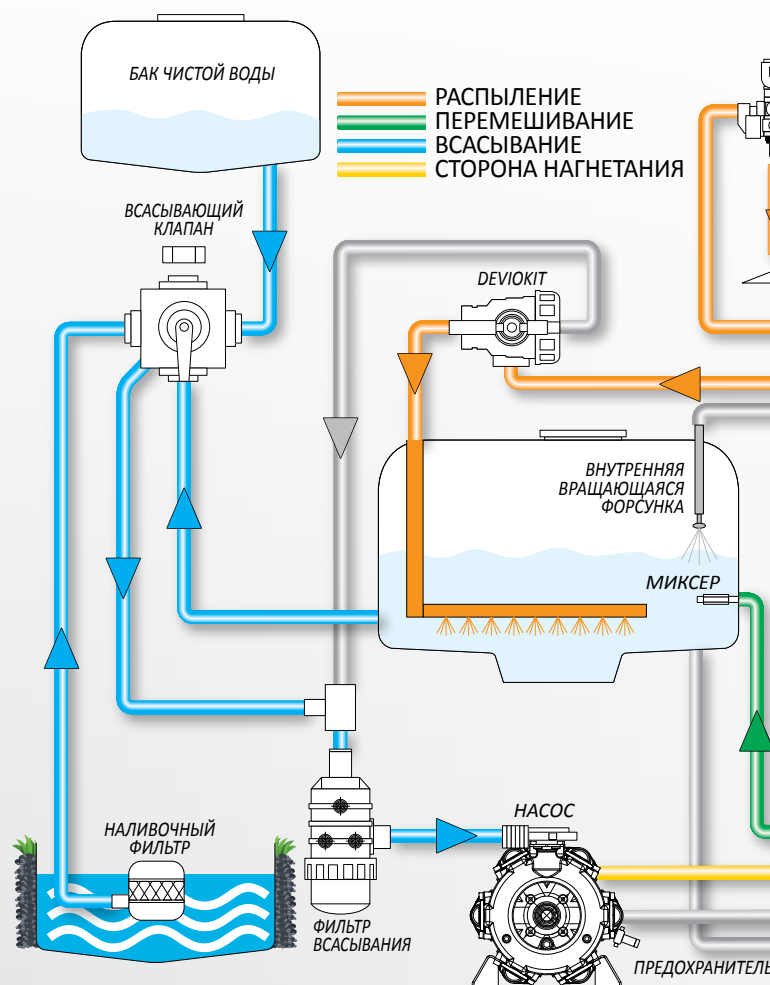 БАК ЧИСТОЙ ВОДЫ
РАСПЫЛЕНИЕ
ПЕРЕМЕШИВАНИЕ
ВСАСЫВАНИЕ
СТОРОНА НАГНЕТАНИЯ
ВСАСЫВАЮЩИЙ
КЛАПАН
DEVIOKIT
ВНУТРЕННЯЯ
ВРАЩАЮЩАЯСЯ
ФОРСУНКА
МИКСЕР
НАСОС
НАЛИВОЧНЫЙ
ФИЛЬТР
ФИЛЬТР
ВСАСЫВАНИЯ